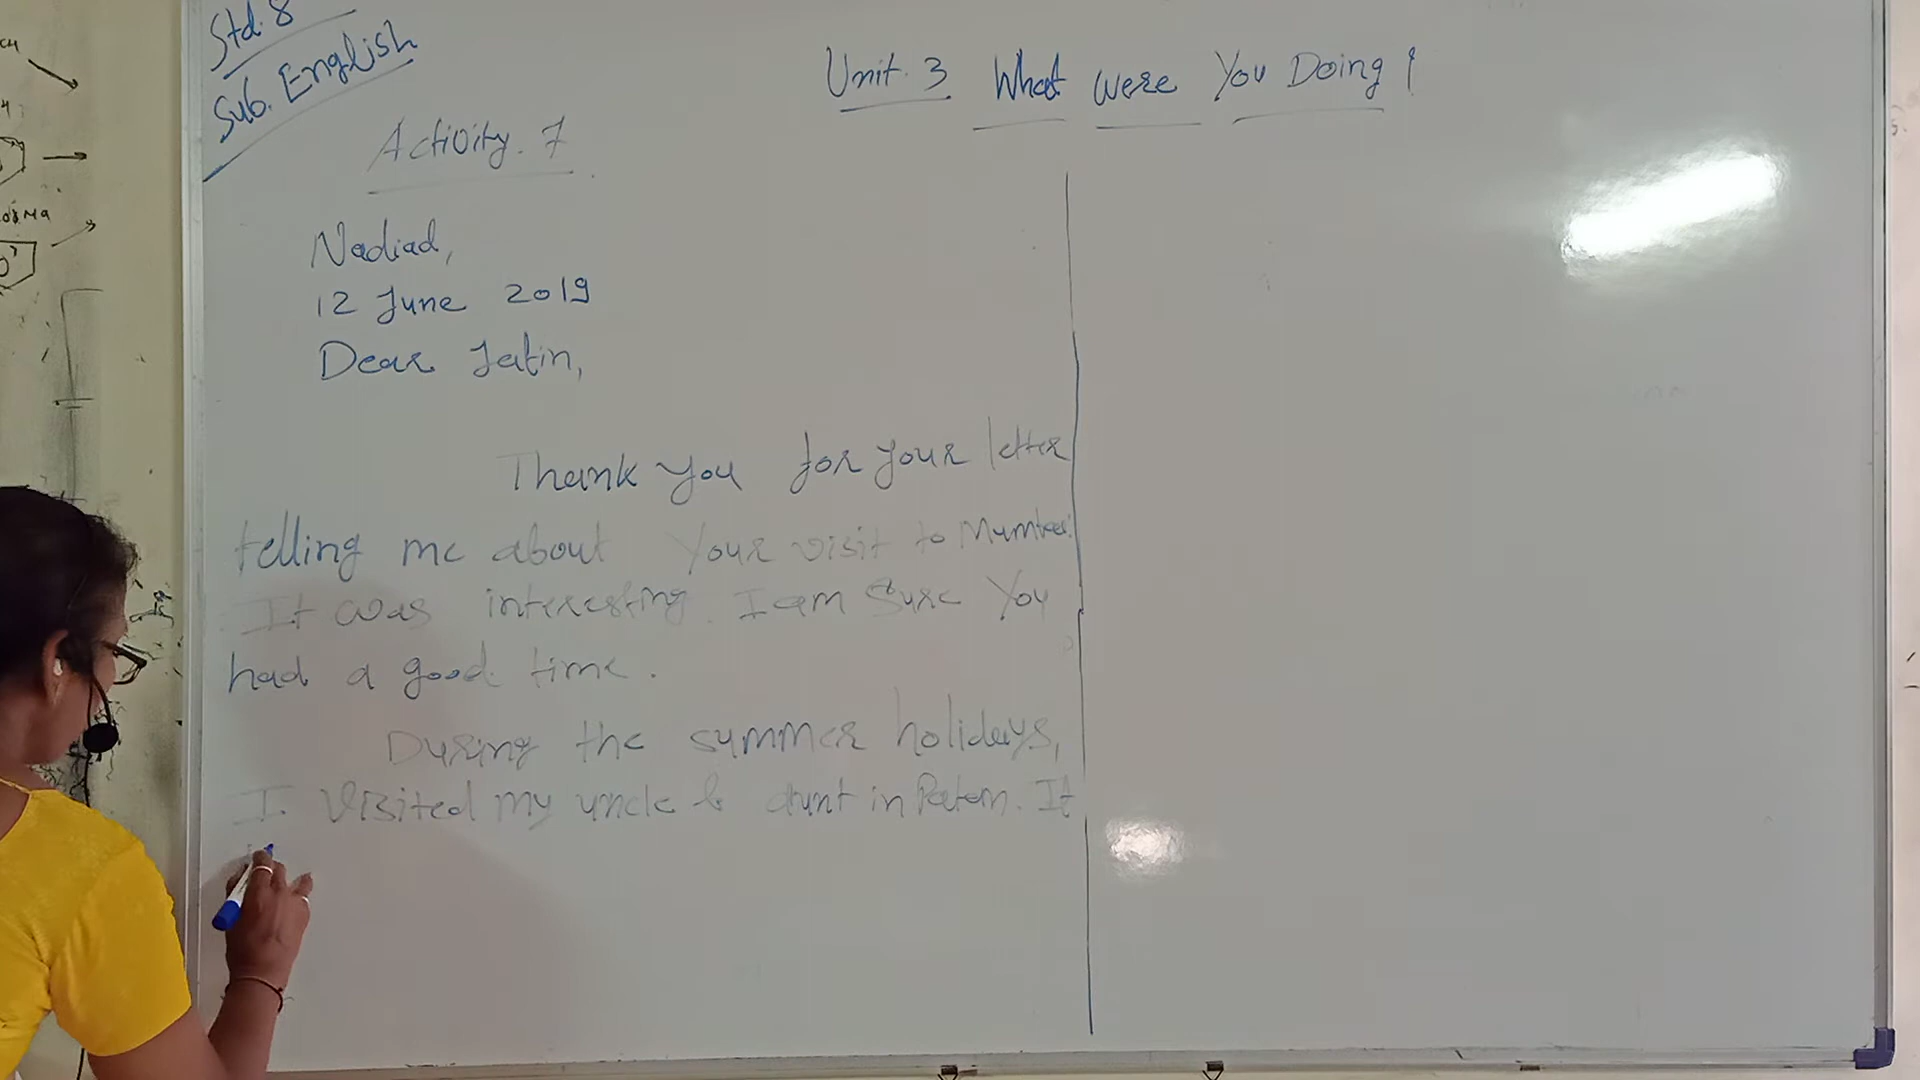 Std. 8
Sub. English
Unit. 3 What were You Doing ?
Activity. 7
Nadiad,
12 June 2019
Dear Jatin,
Thank you for your letter
telling me about your visit to Mumbai.
It was interesting. I am sure you
had a good time.
During the summer holidays,
I visited my uncle & aunt in Patan. It